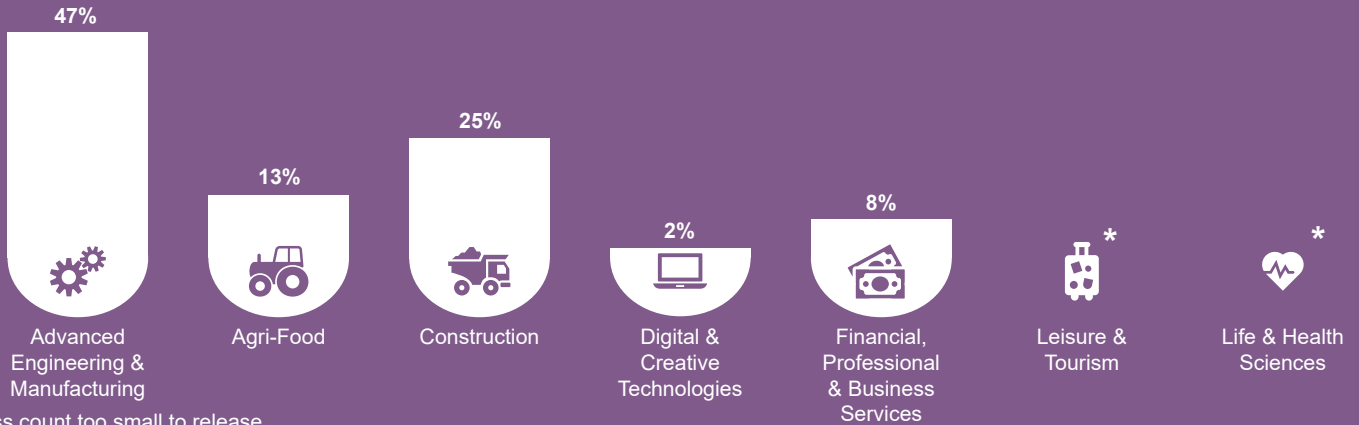 47%
13%
25%
2%
8%
*
*
Advanced
Engineering &
Manufacturing
Agri-Food
Construction
Digital &
Creative
Technologies
Financial,
Professional
& Business
Services
Leisure &
Tourism
Life & Health
Sciences
count too small to release